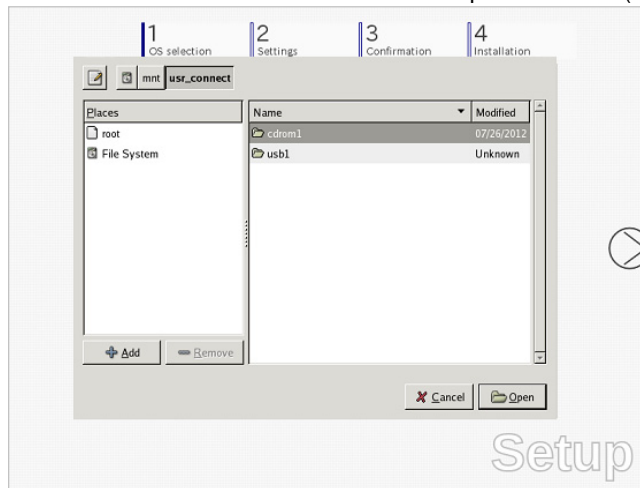 1
OS selection
2
Settings
3
Confirmation
4
Installation
mnt usr_connect
Places
root
File System
Add Remove
Name Modified
cdrom1 07/26/2012
usb1 Unknown
Cancel Open
Setup